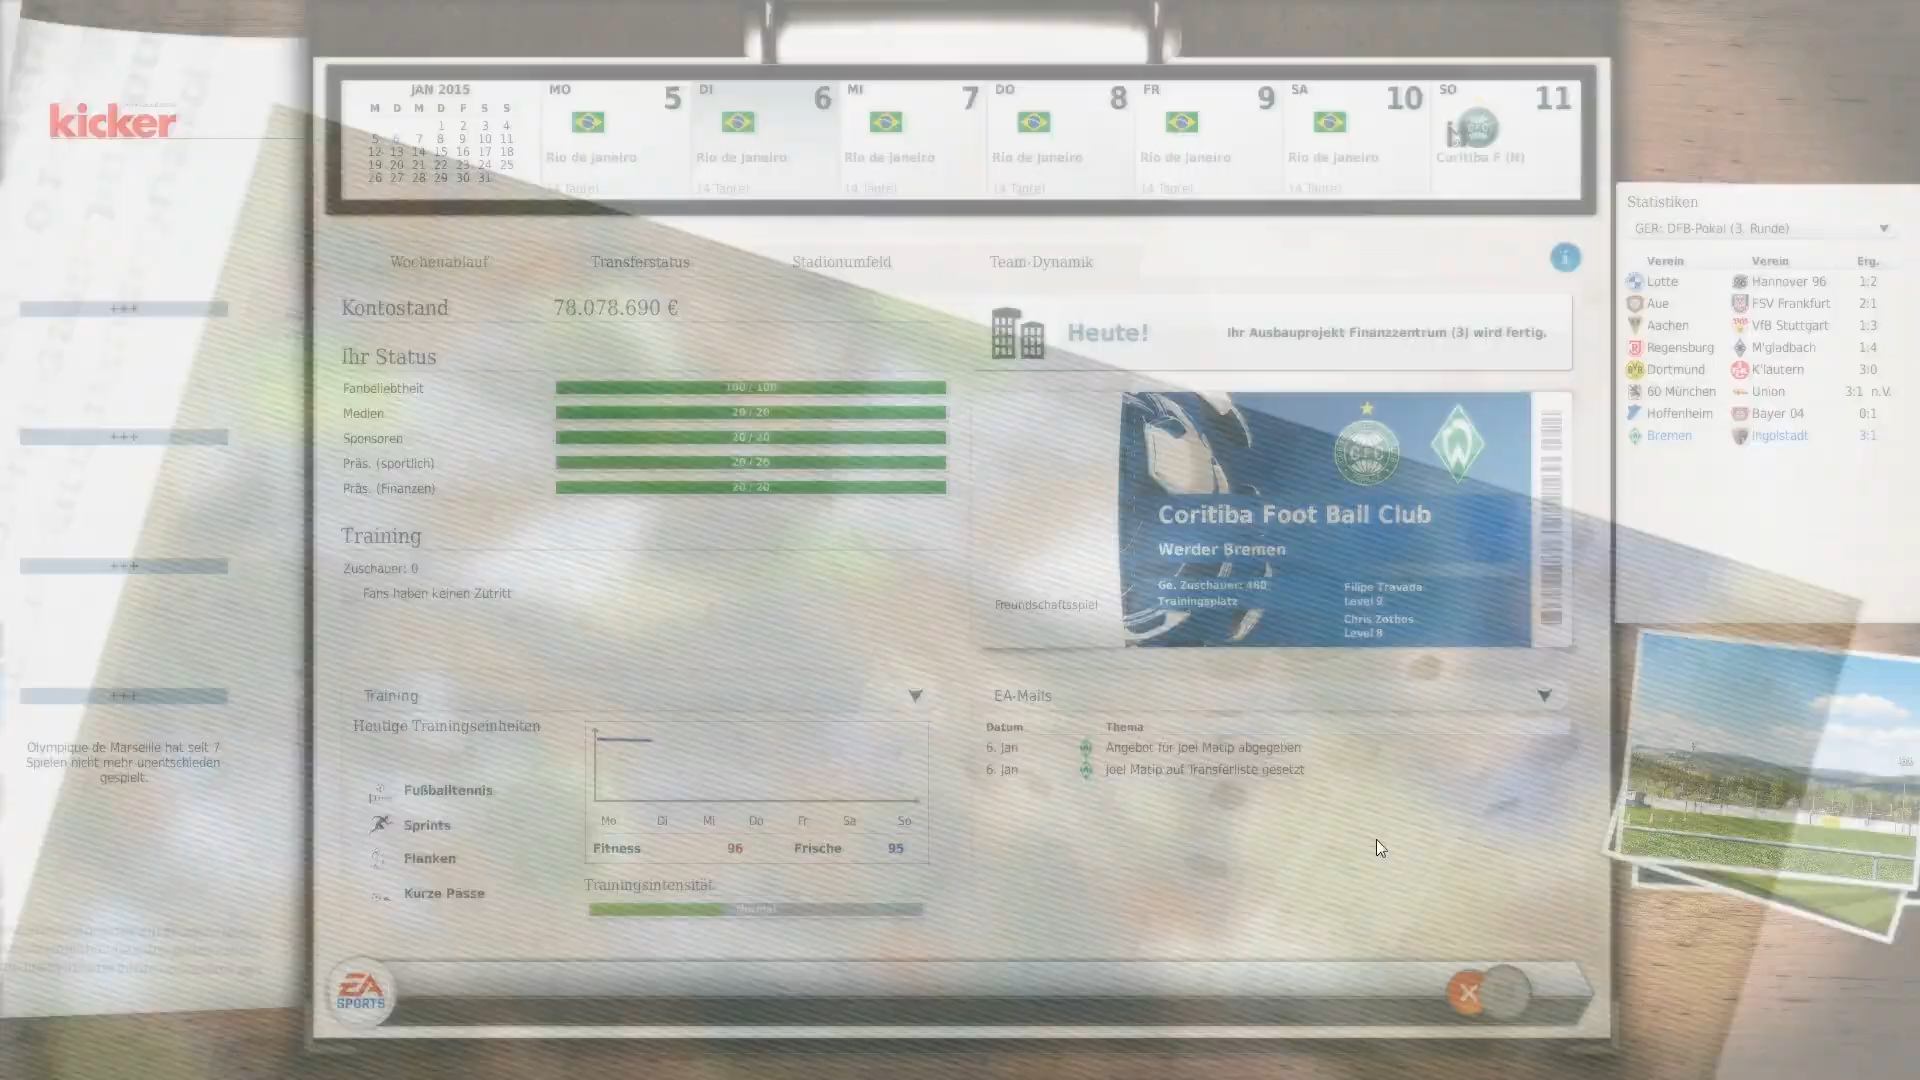 kicker
JAN 2015
M D M D F S S
1 2 3 4
5 6 7 8 9 10 11
12 13 14 15 16 17 18
19 20 21 22 23 24 25
26 27 28 29 30 31
MO 5
Rio de Janeiro
DI 6
Rio de Janeiro
MI 7
Rio de Janeiro
DO 8
Rio de Janeiro
FR 9
Rio de Janeiro
SA 10
Rio de Janeiro
SO 11
Curitiba F (N)
Wochenablauf Transferstatus Stadionumfeld Team-Dynamik
Kontostand 78.078.690 €
Ihr Status
Fanbeliebtheit 100 / 100
Medien 20 / 20
Sponsoren 20 / 20
Präs. (sportlich) 20 / 20
Präs. (Finanzen) 20 / 20
Training
Zuschauer: 0
Fans haben keinen Zutritt
Heute! Ihr Ausbauprojekt Finanzzentrum (3) wird fertig.
Freundschaftsspiel
Coritiba Foot Ball Club
Werder Bremen
Ge. Zuschauer: 480
Trainingsplatz
Filipe Travada
Level 9
Chris Zothos
Level 8
Training
Heutige Trainingseinheiten
Fußballtennis
Sprints
Flanken
Kurze Pässe
Mo Di Mi Do Fr Sa So
Fitness 96 Frische 95
Trainingsintensität
Normal
EA-Mails
Datum Thema
6. Jan Angebot für Joel Matip abgegeben
6. Jan Joel Matip auf Transferliste gesetzt
Statistiken
GER: DFB-Pokal (3. Runde)
Verein Verein Erg.
Lotte Hannover 96 1:2
Aue FSV Frankfurt 2:1
Aachen VfB Stuttgart 1:3
Regensburg M'gladbach 1:4
Dortmund K'lautern 3:0
60 München Union 3:1 n.V.
Hoffenheim Bayer 04 0:1
Bremen Ingolstadt 3:1
+++
+++
+++
+++
Olympique de Marseille hat seit 7
Spielen nicht mehr unentschieden
gespielt.
EA
SPORTS